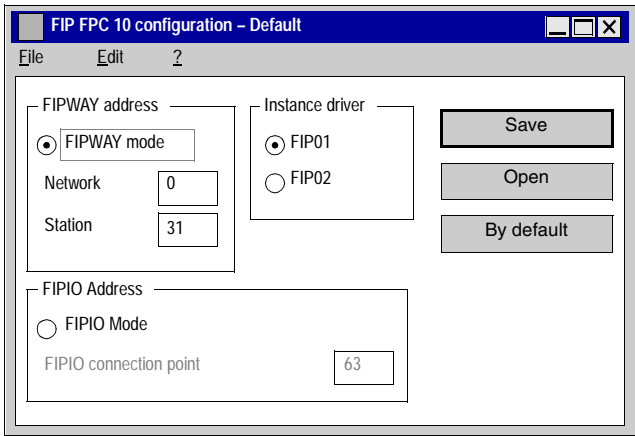 FIP FPC 10 configuration – Default
File Edit ?
FIPWAY address
FIPWAY mode
Network 0
Station 31
Instance driver
FIP01
FIP02
Save
Open
By default
FIPIO Address
FIPIO Mode
FIPIO connection point 63